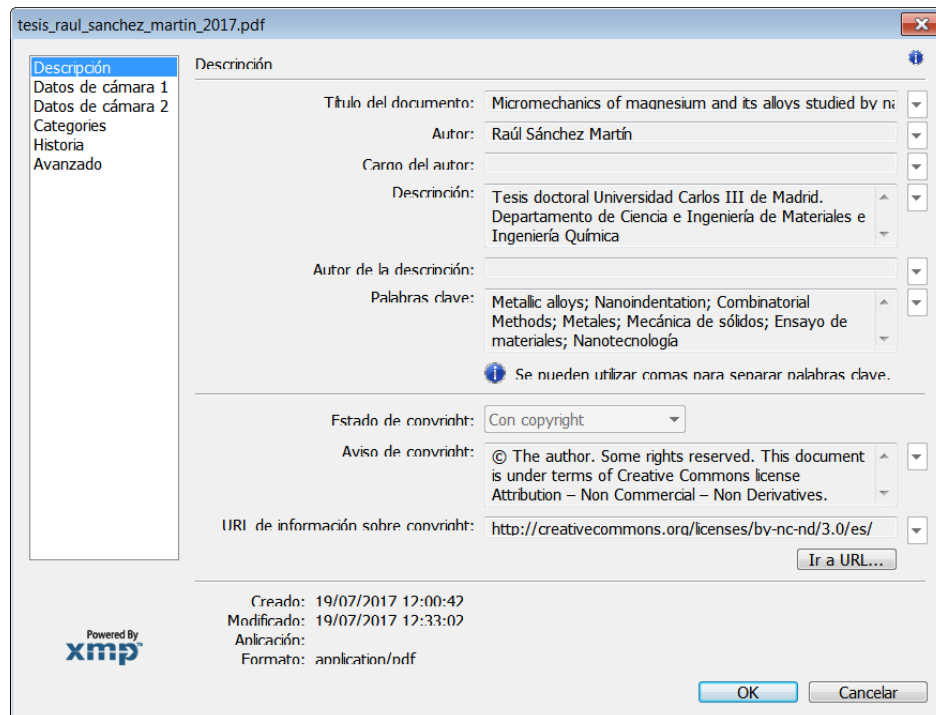 tesis_raul_sanchez_martin_2017.pdf
Descripción
Datos de cámara 1
Datos de cámara 2
Categories
Historia
Avanzado
Descripción
Título del documento: Micromechanics of magnesium and its alloys studied by na
Autor: Raúl Sánchez Martín
Cargo del autor:
Descripción: Tesis doctoral Universidad Carlos III de Madrid.
Departamento de Ciencia e Ingeniería de Materiales e
Ingeniería Química
Autor de la descripción:
Palabras clave: Metallic alloys; Nanoindentation; Combinatorial
Methods; Metales; Mecánica de sólidos; Ensayo de
materiales; Nanotecnología
Se pueden utilizar comas para separar palabras clave.
Estado de copyright: Con copyright
Aviso de copyright: © The author. Some rights reserved. This document
is under terms of Creative Commons license
Attribution – Non Commercial – Non Derivatives.
URL de información sobre copyright: http://creativecommons.org/licenses/by-nc-nd/3.0/es/
Ir a URL...
Creado: 19/07/2017 12:00:42
Modificado: 19/07/2017 12:33:02
Aplicación:
Formato: application/pdf
Powered By
xmp™
OK
Cancelar